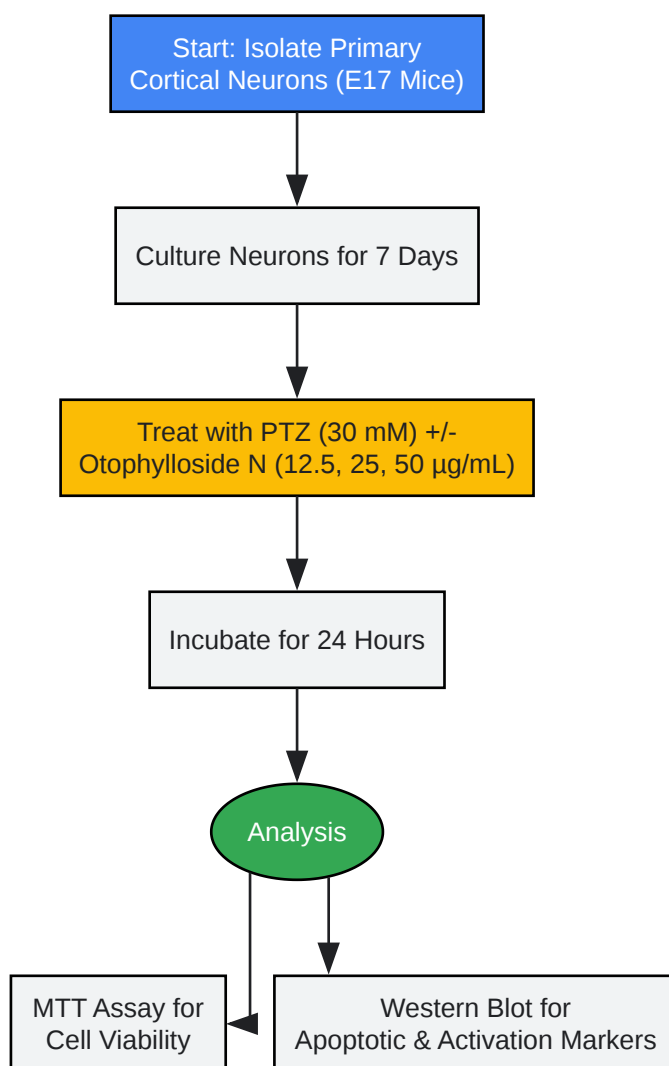 Start: Isolate Primary
Cortical Neurons (E17 Mice)
Culture Neurons for 7 Days
Treat with PTZ (30 mM) +/-
Otophylloside N (12.5, 25, 50 µg/mL)
Incubate for 24 Hours
Analysis
MTT Assay for
Cell Viability
Western Blot for
Apoptotic & Activation Markers